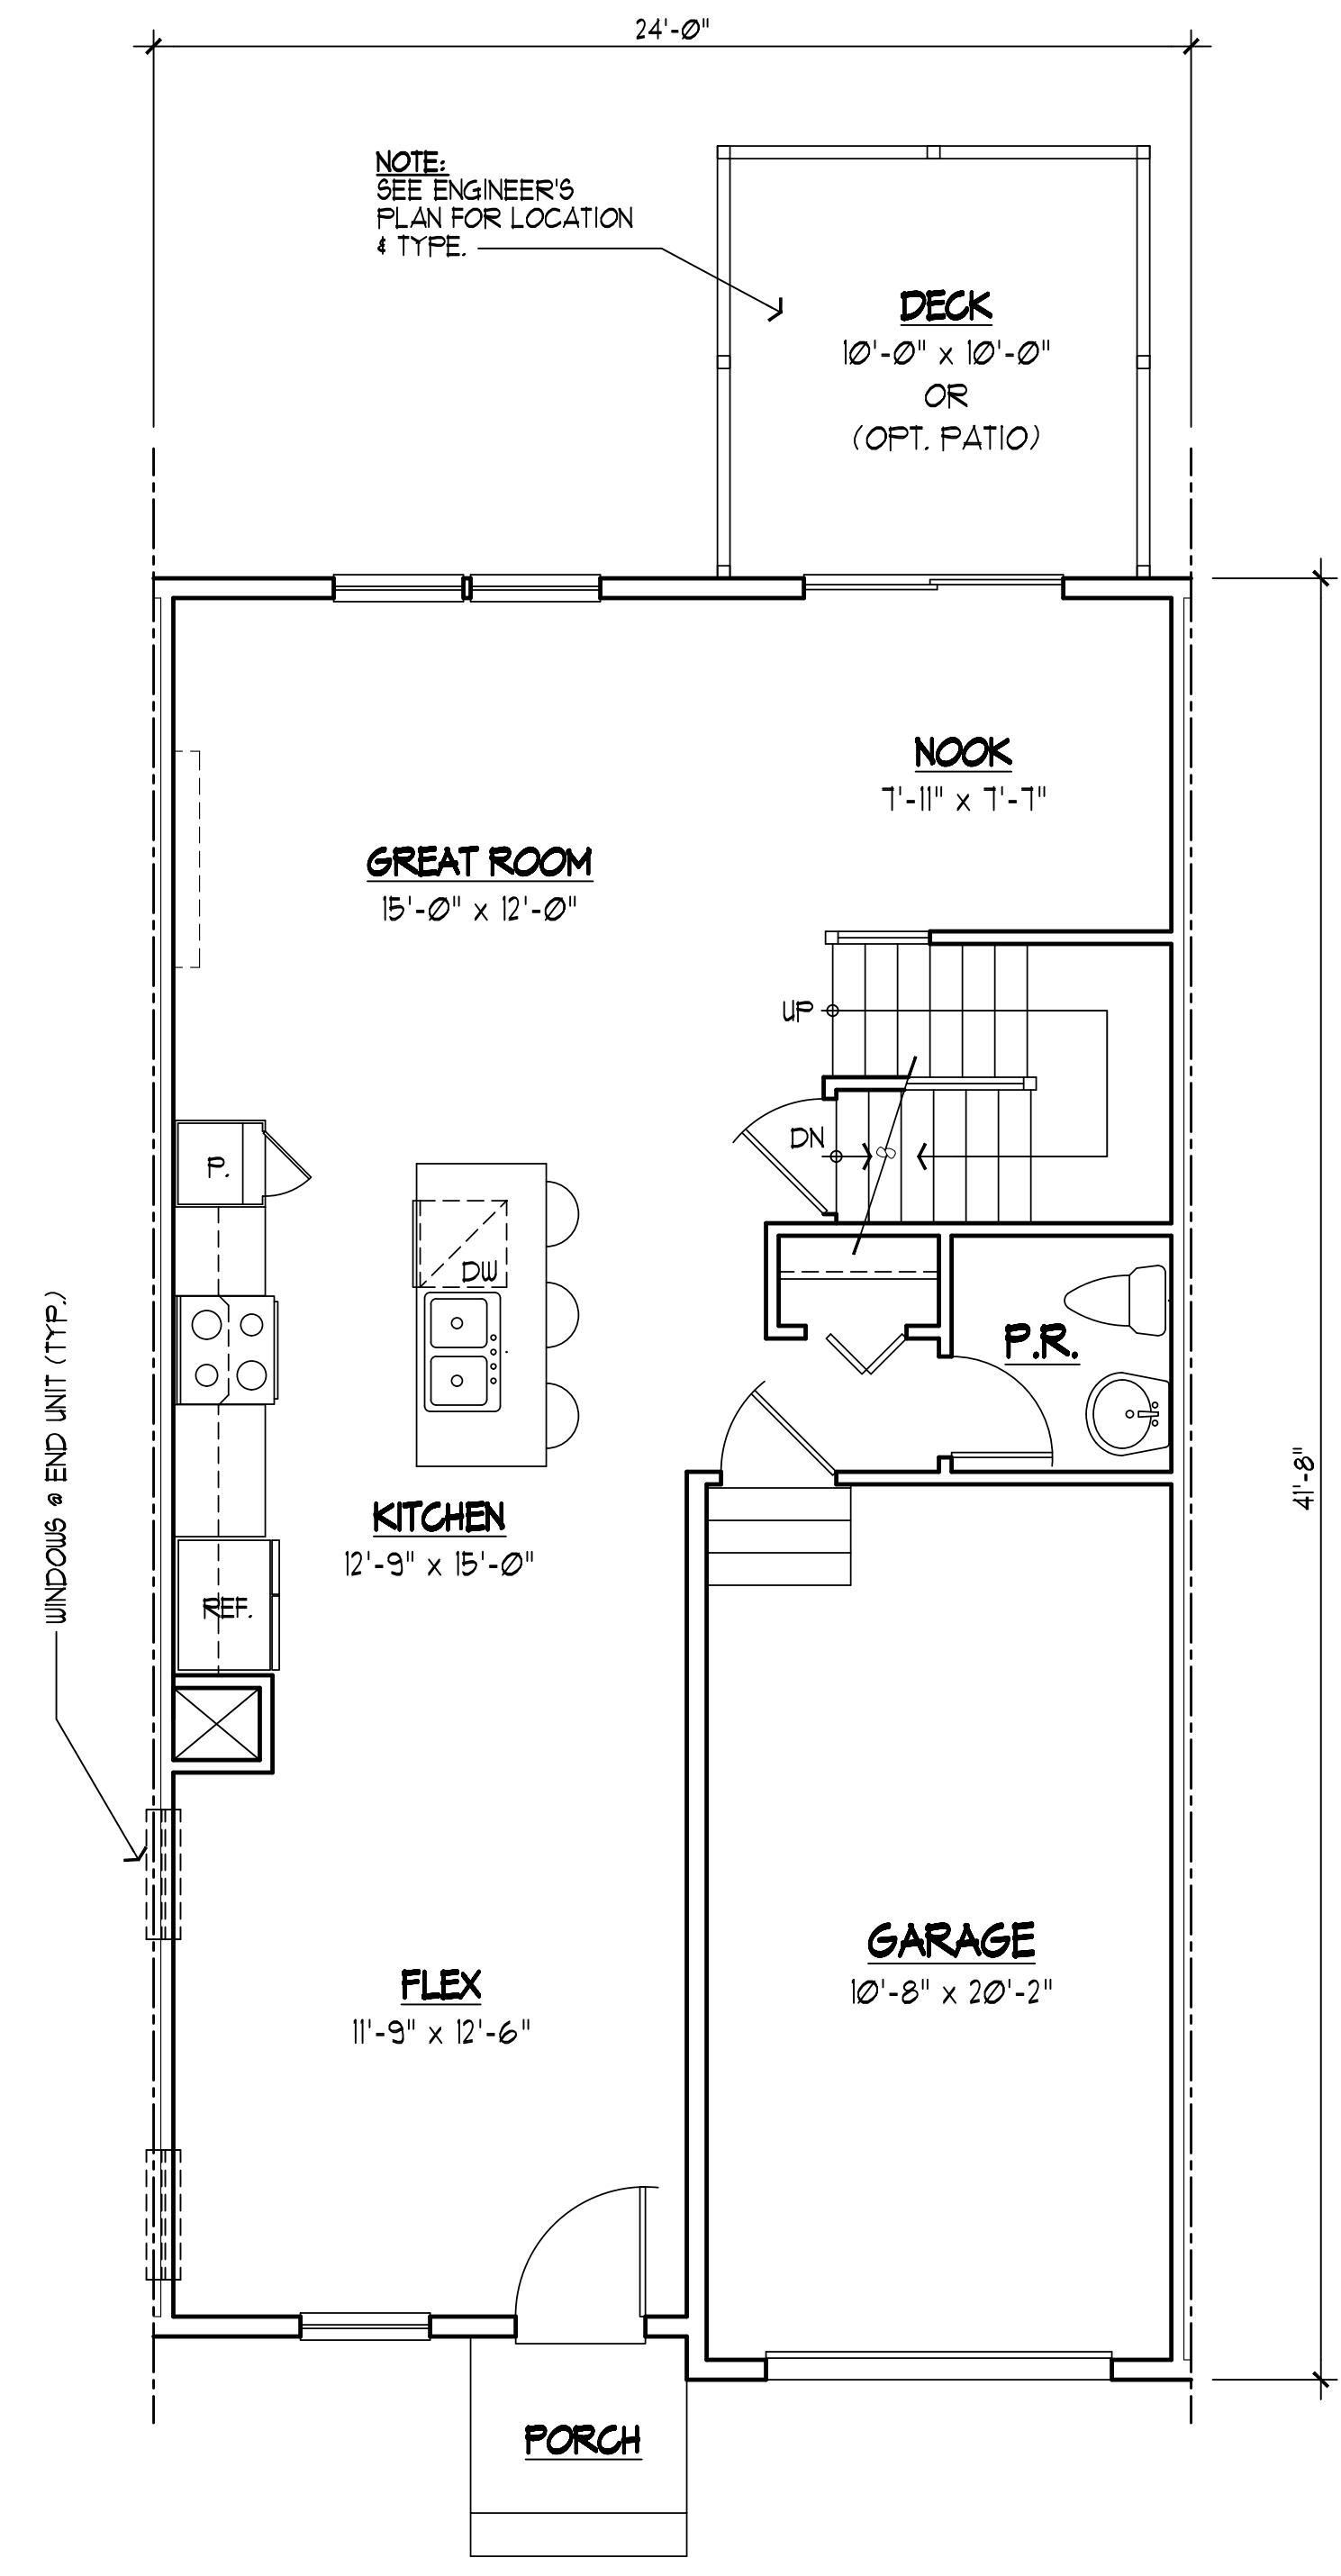 24'-0"
NOTE:
SEE ENGINEER'S
PLAN FOR LOCATION
& TYPE.
DECK
10'-0" x 10'-0"
OR
(OPT. PATIO)
NOOK
7'-11" x 7'-7"
GREAT ROOM
15'-0" x 12'-0"
UP
DN
P.
DW
P.R.
WINDOWS @ END UNIT (TYP.)
41'-8"
KITCHEN
12'-9" x 15'-0"
REF.
GARAGE
10'-8" x 20'-2"
FLEX
11'-9" x 12'-6"
PORCH